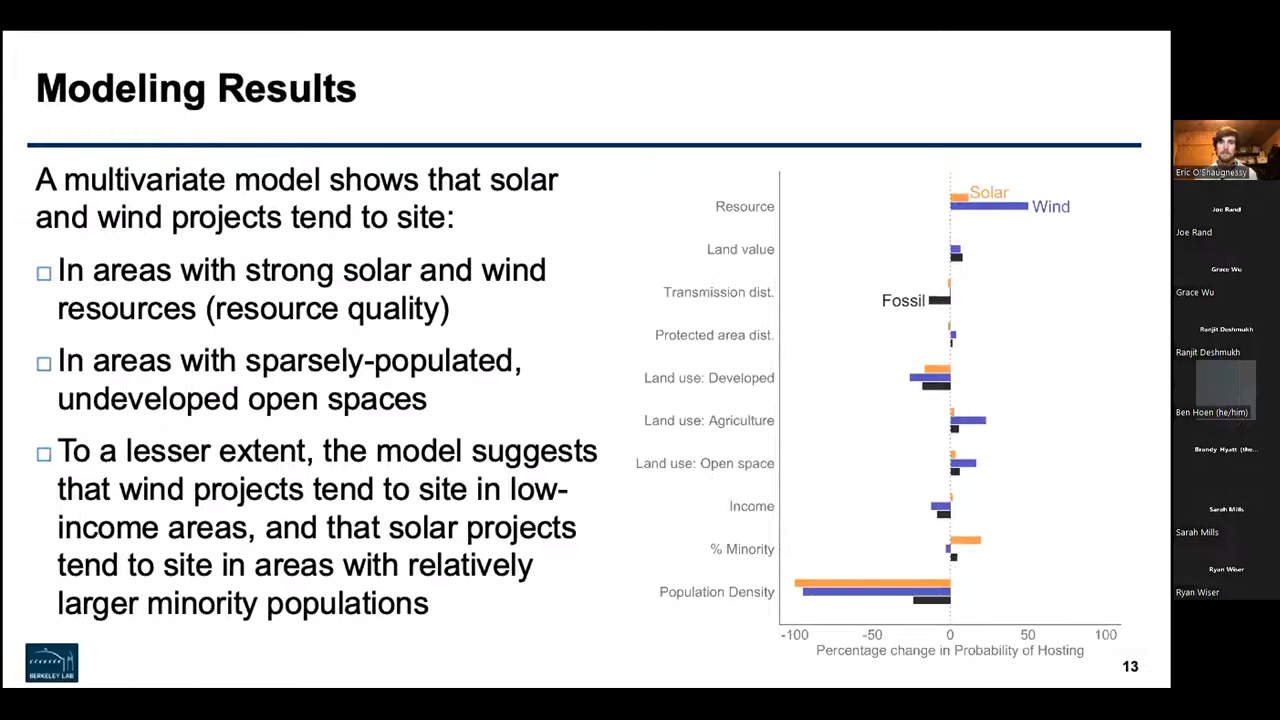 Modeling Results
A multivariate model shows that solar
and wind projects tend to site:
In areas with strong solar and wind
resources (resource quality)
In areas with sparsely-populated,
undeveloped open spaces
To a lesser extent, the model suggests
that wind projects tend to site in low-
income areas, and that solar projects
tend to site in areas with relatively
larger minority populations
BERKELEY LAB
Solar
Resource
Wind
Land value
Transmission dist.
Fossil
Protected area dist.
Land use: Developed
Land use: Agriculture
Land use: Open space
Income
% Minority
Population Density
-100 -50 0 50 100
Percentage change in Probability of Hosting
13
Eric O'Shaugnessy
Joe Rand
Joe Rand
Grace Wu
Grace Wu
Ranjit Deshmukh
Ranjit Deshmukh
Ben Hoen (he/him)
Brandy Hyatt (the...
Sarah Mills
Sarah Mills
Ryan Wiser
Ryan Wiser